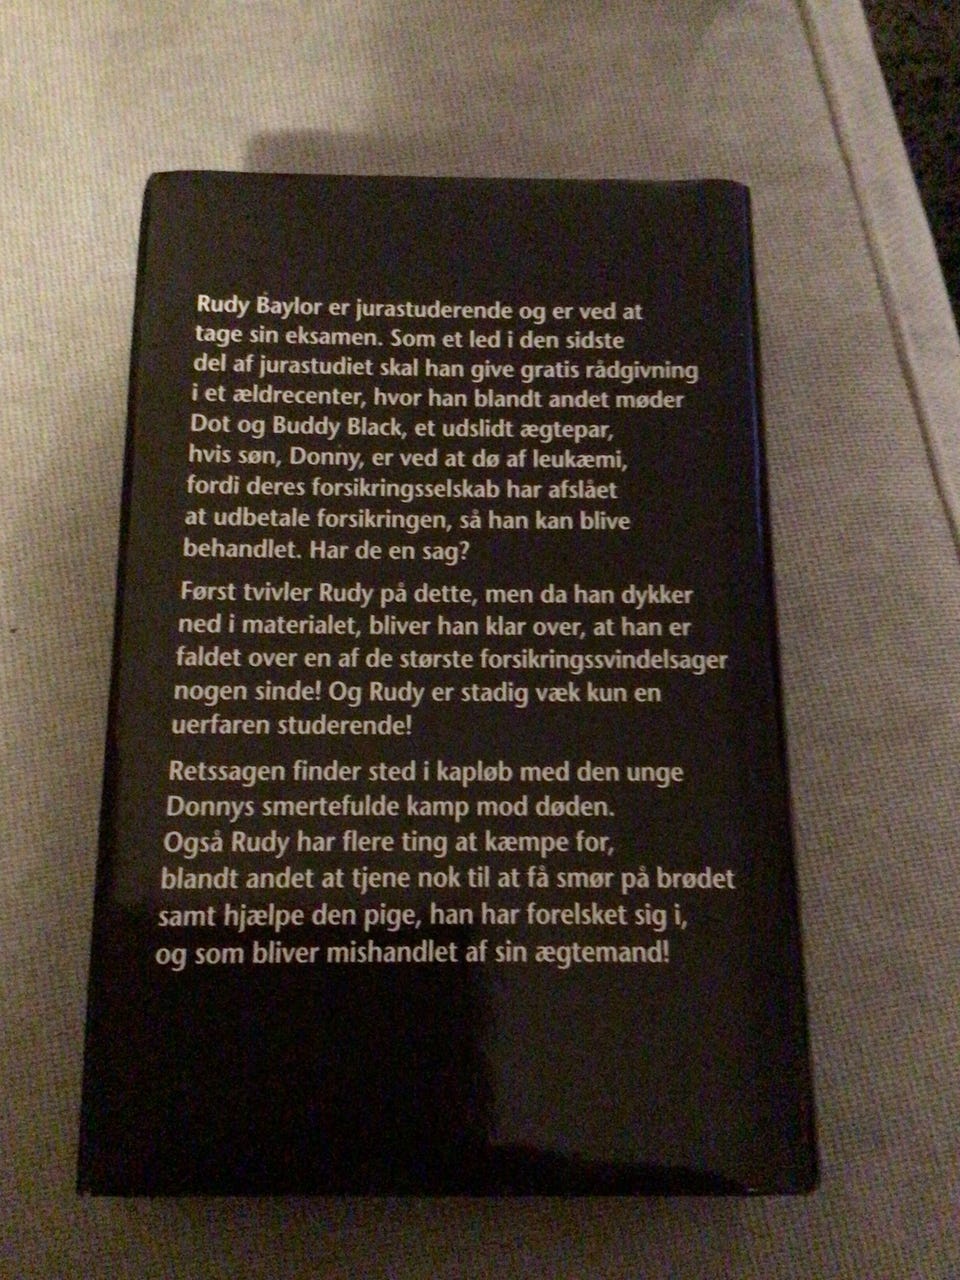 Rudy Baylor er jurastuderende og er ved at
tage sin eksamen. Som et led i den sidste
del af jurastudiet skal han give gratis rådgivning
i et ældrecenter, hvor han blandt andet møder
Dot og Buddy Black, et udslidt ægtepar,
hvis søn, Donny, er ved at dø af leukæmi,
fordi deres forsikringsselskab har afslået
at udbetale forsikringen, så han kan blive
behandlet. Har de en sag?
Først tvivler Rudy på dette, men da han dykker
ned i materialet, bliver han klar over, at han er
faldet over en af de største forsikringssvindelsager
nogen sinde! Og Rudy er stadig væk kun en
uerfaren studerende!
Retssagen finder sted i kapløb med den unge
Donnys smertefulde kamp mod døden.
Også Rudy har flere ting at kæmpe for,
blandt andet at tjene nok til at få smør på brødet
samt hjælpe den pige, han har forelsket sig i,
og som bliver mishandlet af sin ægtemand!